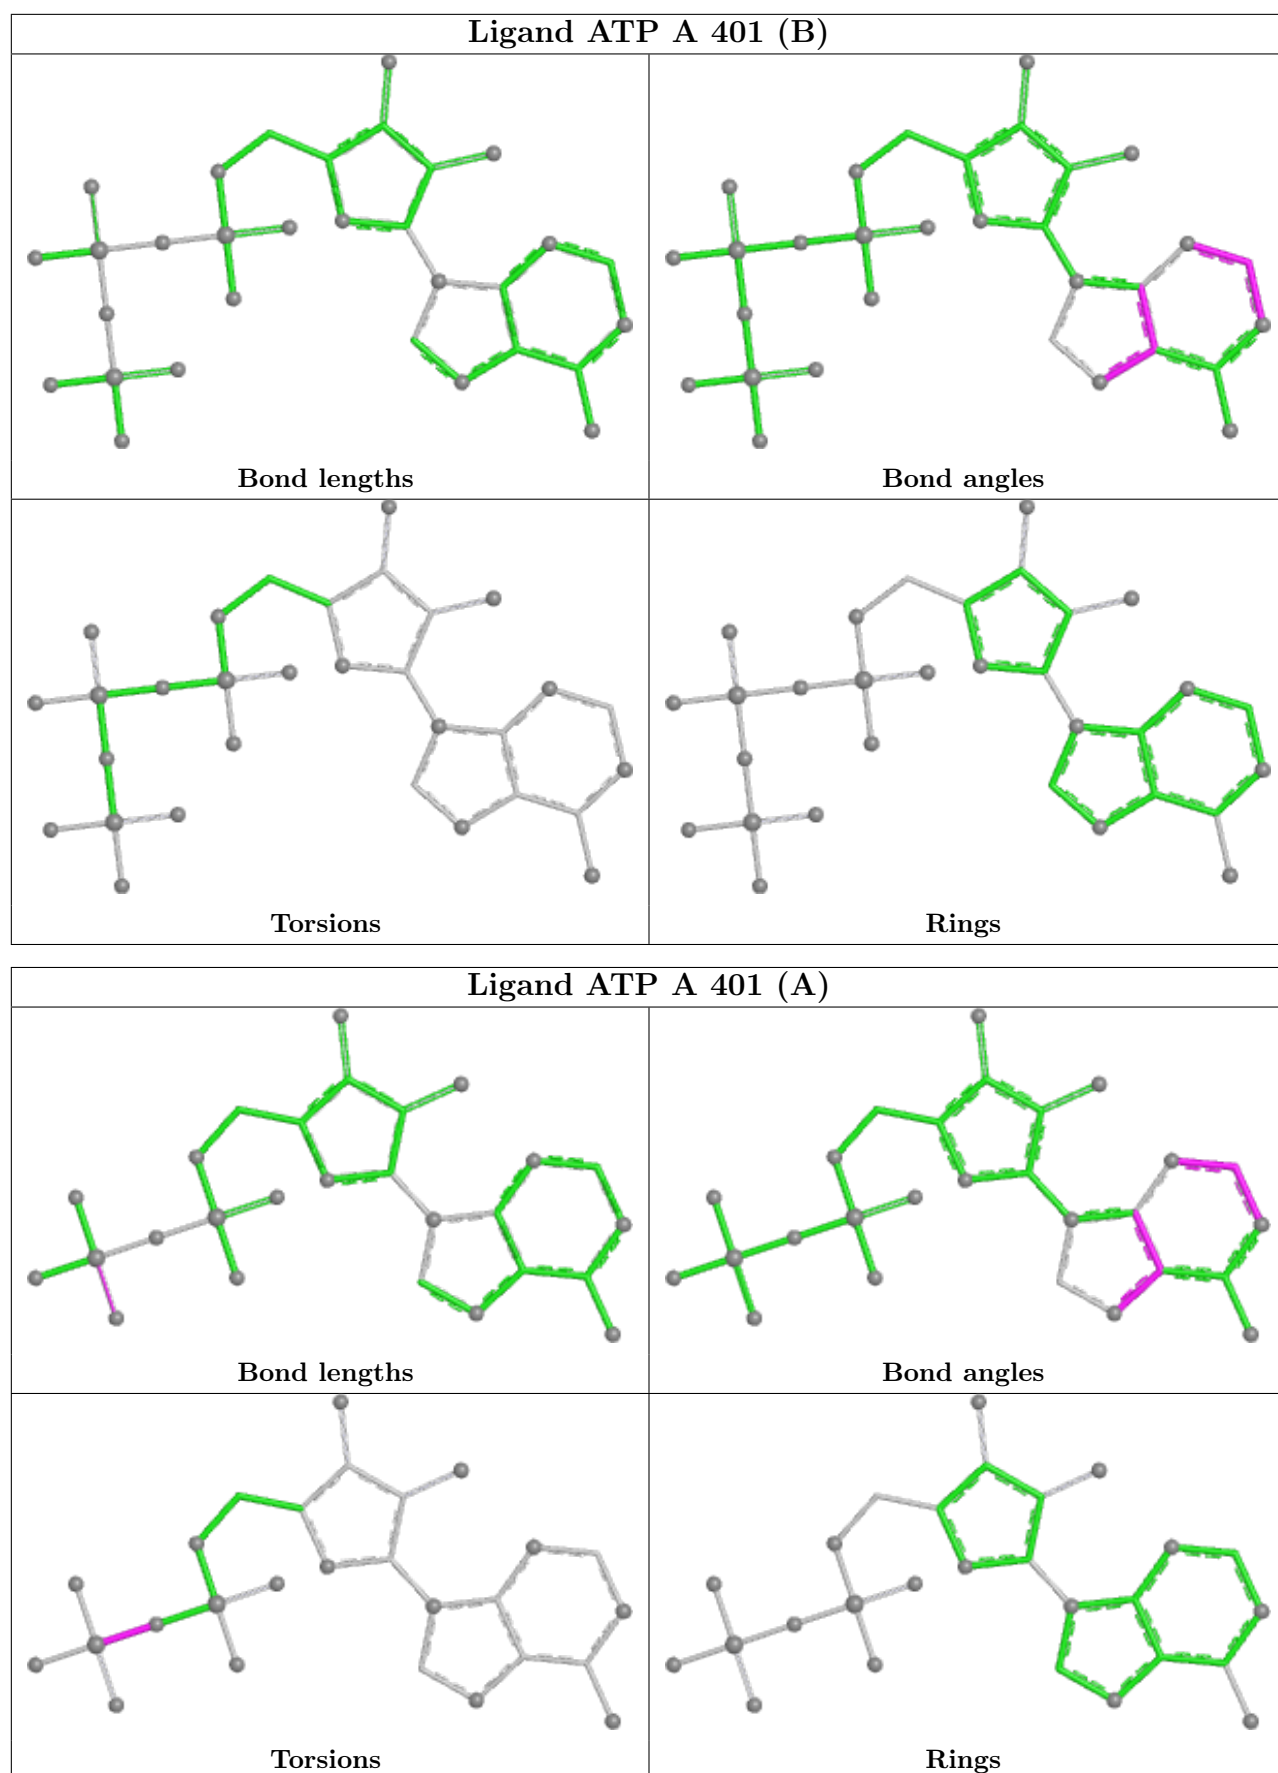 Ligand ATP A 401 (B)
Bond lengths
Bond angles
Torsions
Rings
Ligand ATP A 401 (A)
Bond lengths
Bond angles
Torsions
Rings